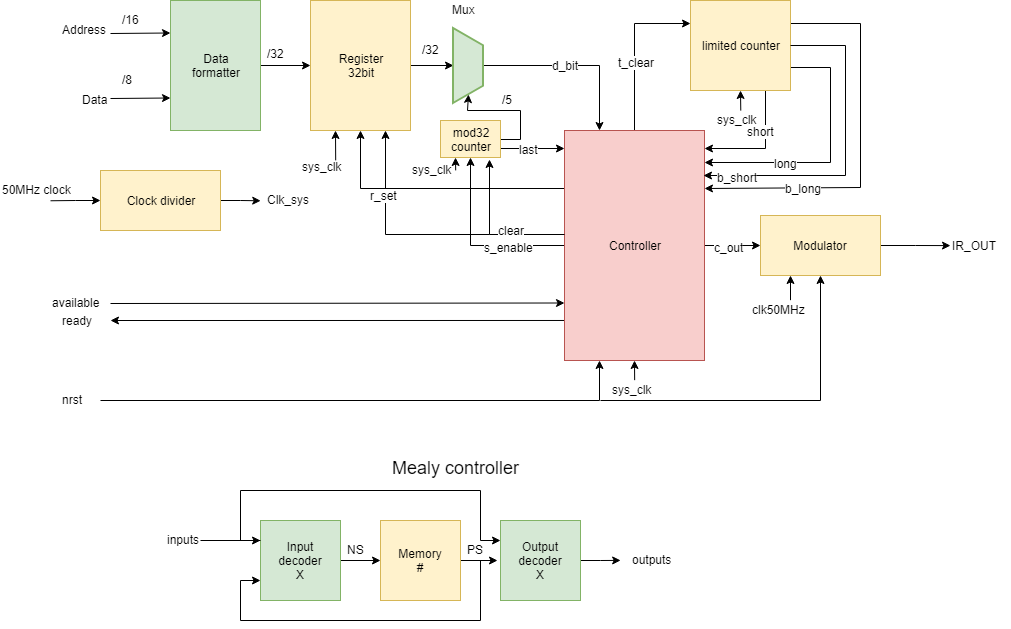 Mux
Address
/16
Data
formatter
/32
Register
32bit
/32
d_bit
t_clear
limited counter
/8
Data
/5
mod32
counter
last
sys_clk
sys_clk
sys_clk
short
long
b_short
b_long
50MHz clock
Clock divider
Clk_sys
r_set
clear
s_enable
Controller
c_out
Modulator
IR_OUT
available
ready
clk50MHz
sys_clk
nrst
Mealy controller
inputs
Input
decoder
X
NS
Memory
#
PS
Output
decoder
X
outputs